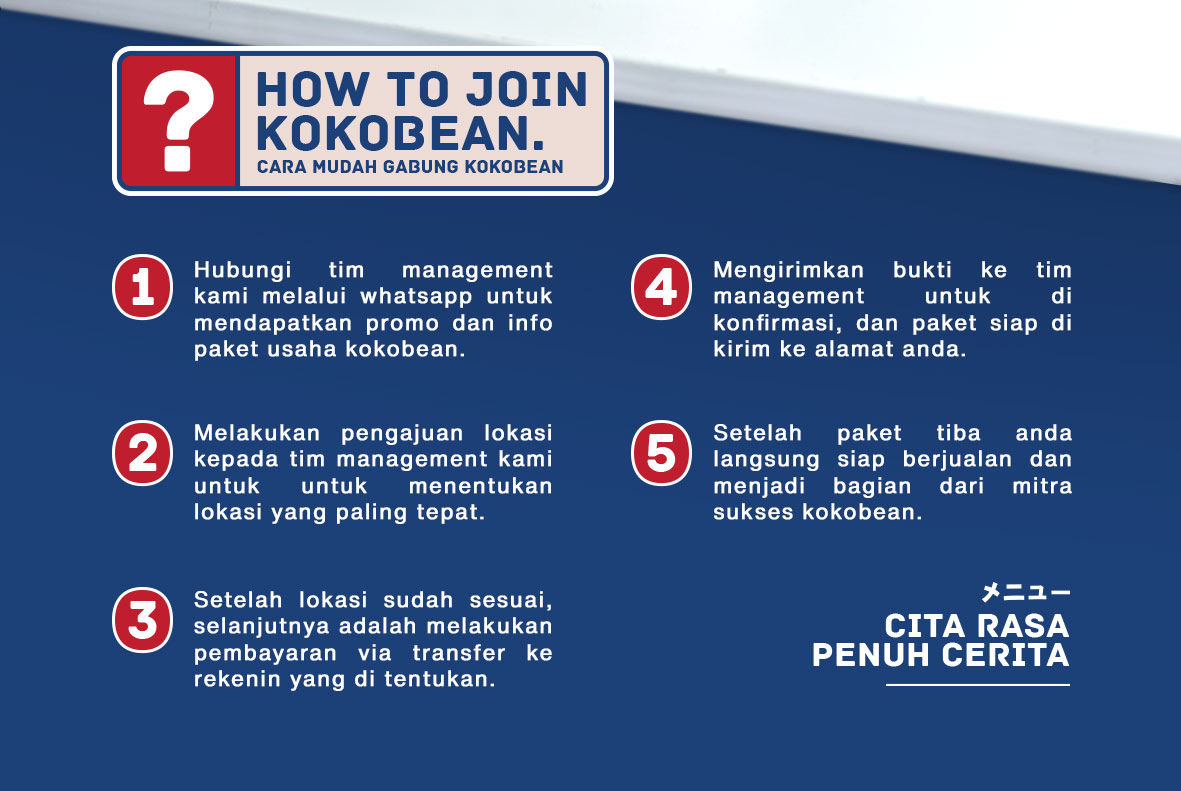 ?
HOW TO JOIN
KOKOBEAN.
CARA MUDAH GABUNG KOKOBEAN
1
Hubungi tim management
kami melalui whatsapp untuk
mendapatkan promo dan info
paket usaha kokobean.
2
Melakukan pengajuan lokasi
kepada tim management kami
untuk untuk menentukan
lokasi yang paling tepat.
3
Setelah lokasi sudah sesuai,
selanjutnya adalah melakukan
pembayaran via transfer ke
rekenin yang di tentukan.
4
Mengirimkan bukti ke tim
management untuk di
konfirmasi, dan paket siap di
kirim ke alamat anda.
5
Setelah paket tiba anda
langsung siap berjualan dan
menjadi bagian dari mitra
sukses kokobean.
メニュー
CITA RASA
PENUH CERITA